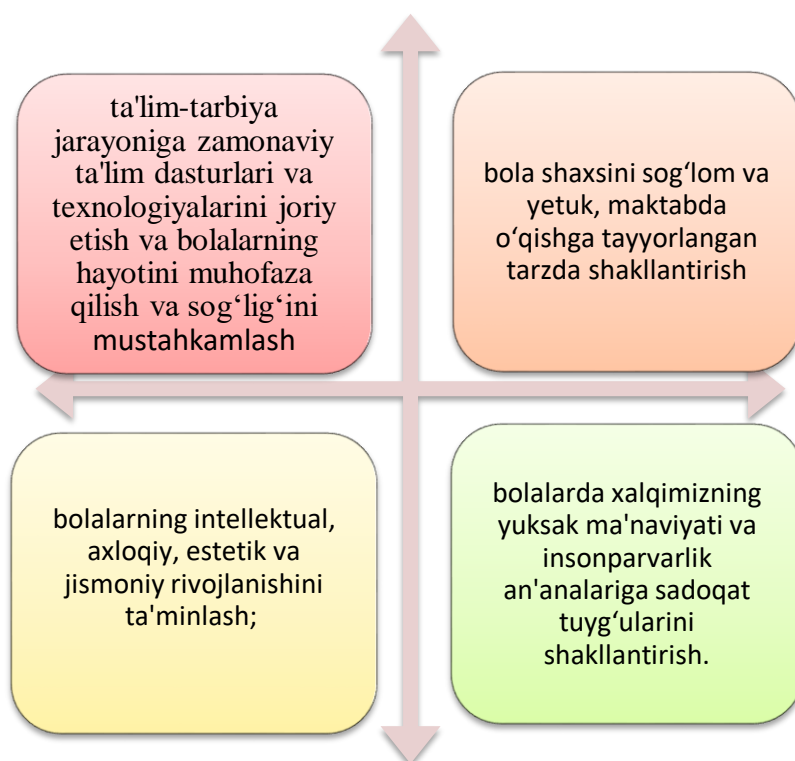 ta'lim-tarbiya
jarayoniga zamonaviy
ta'lim dasturlari va
texnologiyalarini joriy
etish va bolalarning
hayotini muhofaza
qilish va sog‘lig‘ini
mustahkamlash
bola shaxsini sog‘lom va
yetuk, maktabda
o‘qishga tayyorlangan
tarzda shakllantirish
bolalarning intellektual,
axloqiy, estetik va
jismoniy rivojlanishini
ta'minlash;
bolalarda xalqimizning
yuksak ma'naviyati va
insonparvarlik
an'analariga sadoqat
tuyg‘ularini
shakllantirish.